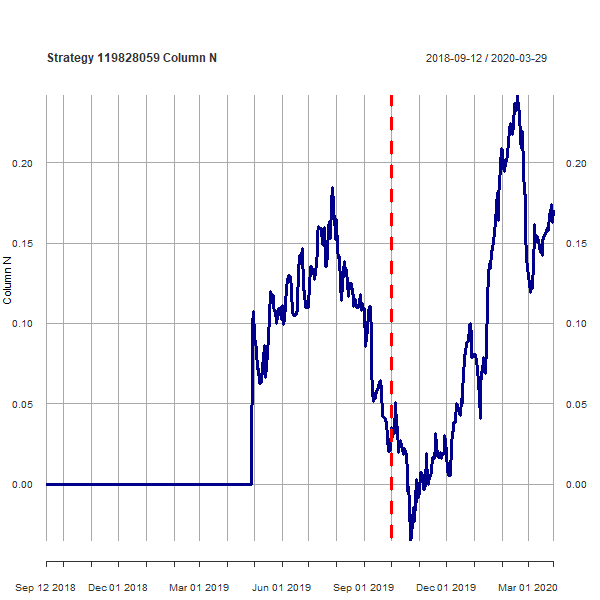 Strategy 119828059 Column N
2018-09-12 / 2020-03-29
0.20
0.20
0.15
0.15
Column N
0.10
0.10
0.05
0.05
0.00
0.00
Sep 12 2018
Dec 01 2018
Mar 01 2019
Jun 01 2019
Sep 01 2019
Dec 01 2019
Mar 01 2020